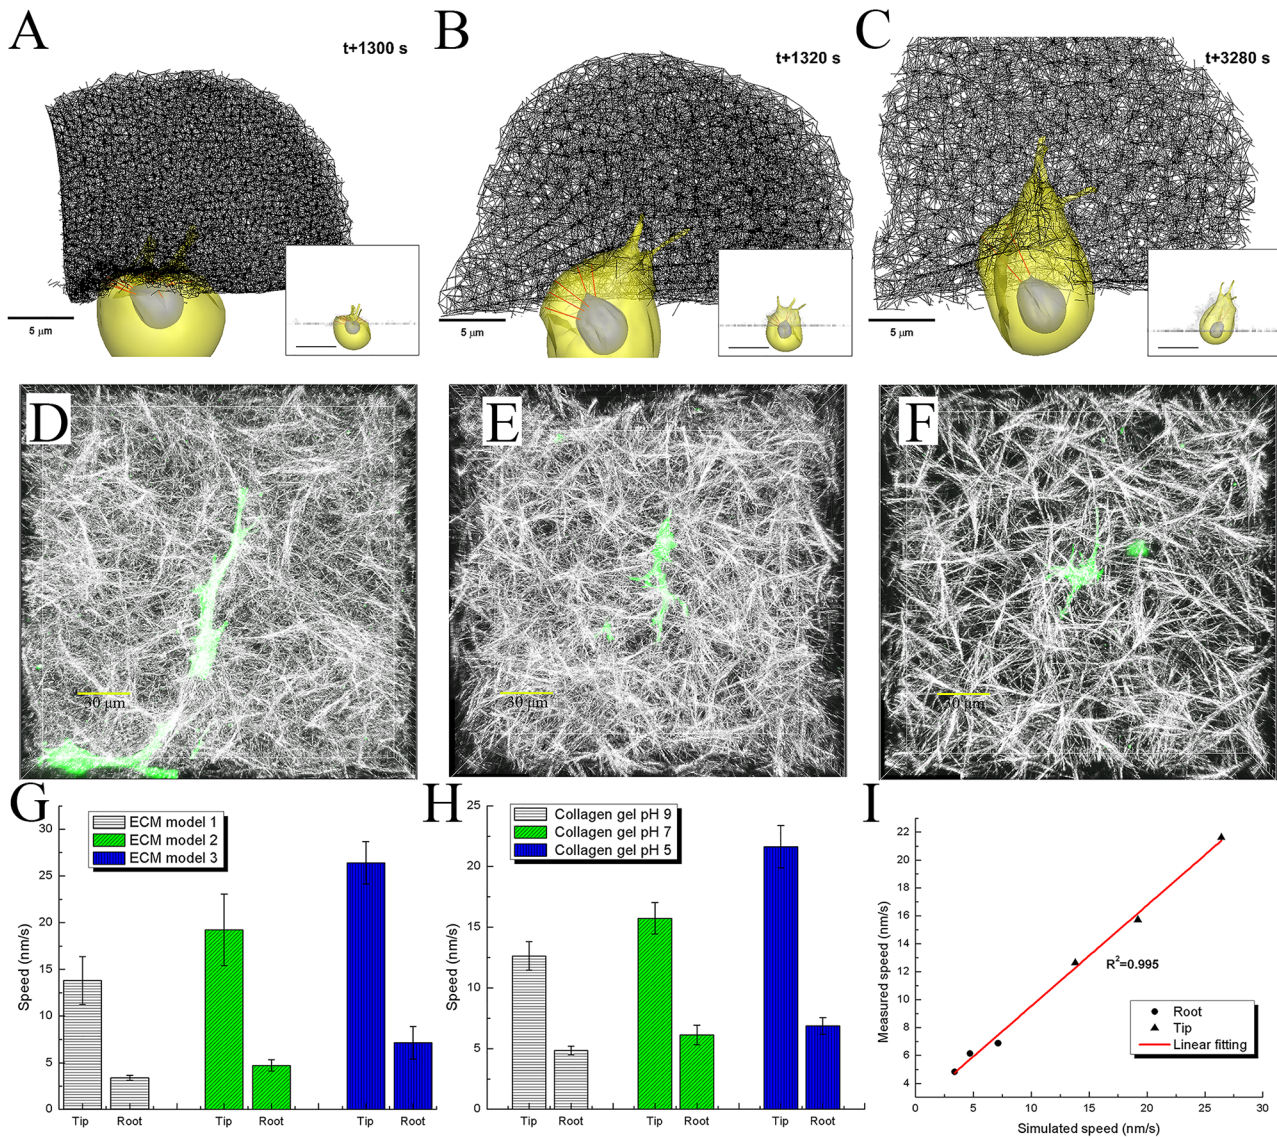 A
t+1300 s
5 μm
B
t+1320 s
5 μm
C
t+3280 s
5 μm
D
30 μm
E
30 μm
F
30 μm
G
ECM model 1
ECM model 2
ECM model 3
Speed (nm/s)
30
25
20
15
10
5
0
Tip Root Tip Root Tip Root
H
Collagen gel pH 9
Collagen gel pH 7
Collagen gel pH 5
Speed (nm/s)
25
20
15
10
5
0
Tip Root Tip Root Tip Root
I
Measured speed (nm/s)
22
20
18
16
14
12
10
8
6
4
R²=0.995
Root
Tip
Linear fitting
0 5 10 15 20 25 30
Simulated speed (nm/s)